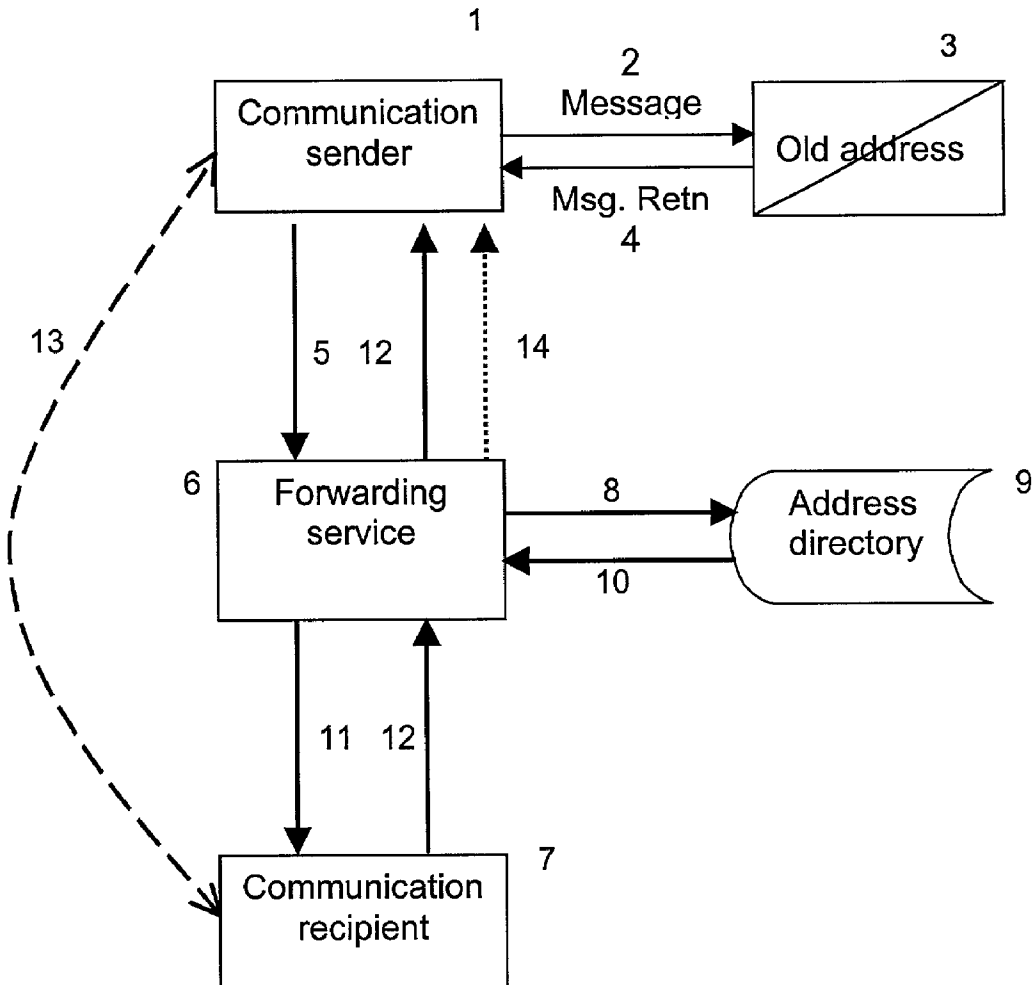 1
2
3
Communication
sender
Message
Old address
Msg. Retn
4
13
5
12
14
6
Forwarding
service
8
Address
directory
9
10
11
12
7
Communication
recipient